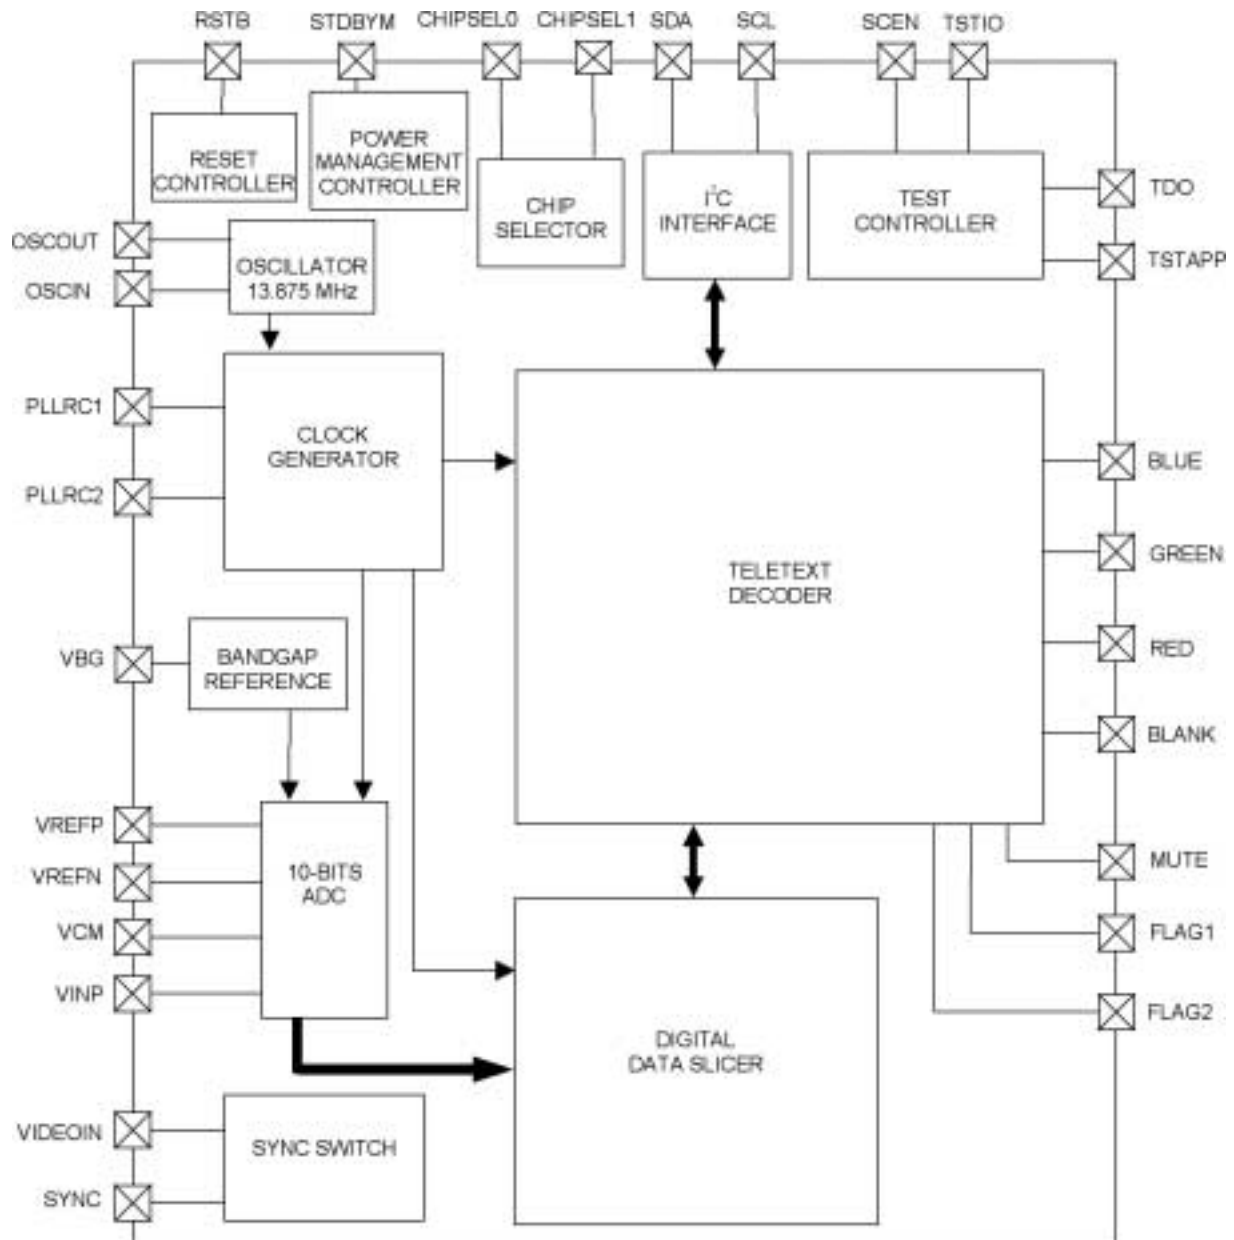 RSTB
STDBYM
CHIPSEL0
CHIPSEL1
SDA
SCL
SCEN
TSTIO
RESET
CONTROLLER
POWER
MANAGEMENT
CONTROLLER
CHIP
SELECTOR
I²C
INTERFACE
TEST
CONTROLLER
TDO
TSTAPP
OSCOUT
OSCIN
OSCILLATOR
13.875 MHz
PLLRC1
PLLRC2
CLOCK
GENERATOR
TELETEXT
DECODER
BLUE
GREEN
RED
BLANK
VBG
BANDGAP
REFERENCE
VREFP
VREFN
VCM
VINP
10-BITS
ADC
MUTE
FLAG1
FLAG2
DIGITAL
DATA SLICER
VIDEOIN
SYNC
SYNC SWITCH